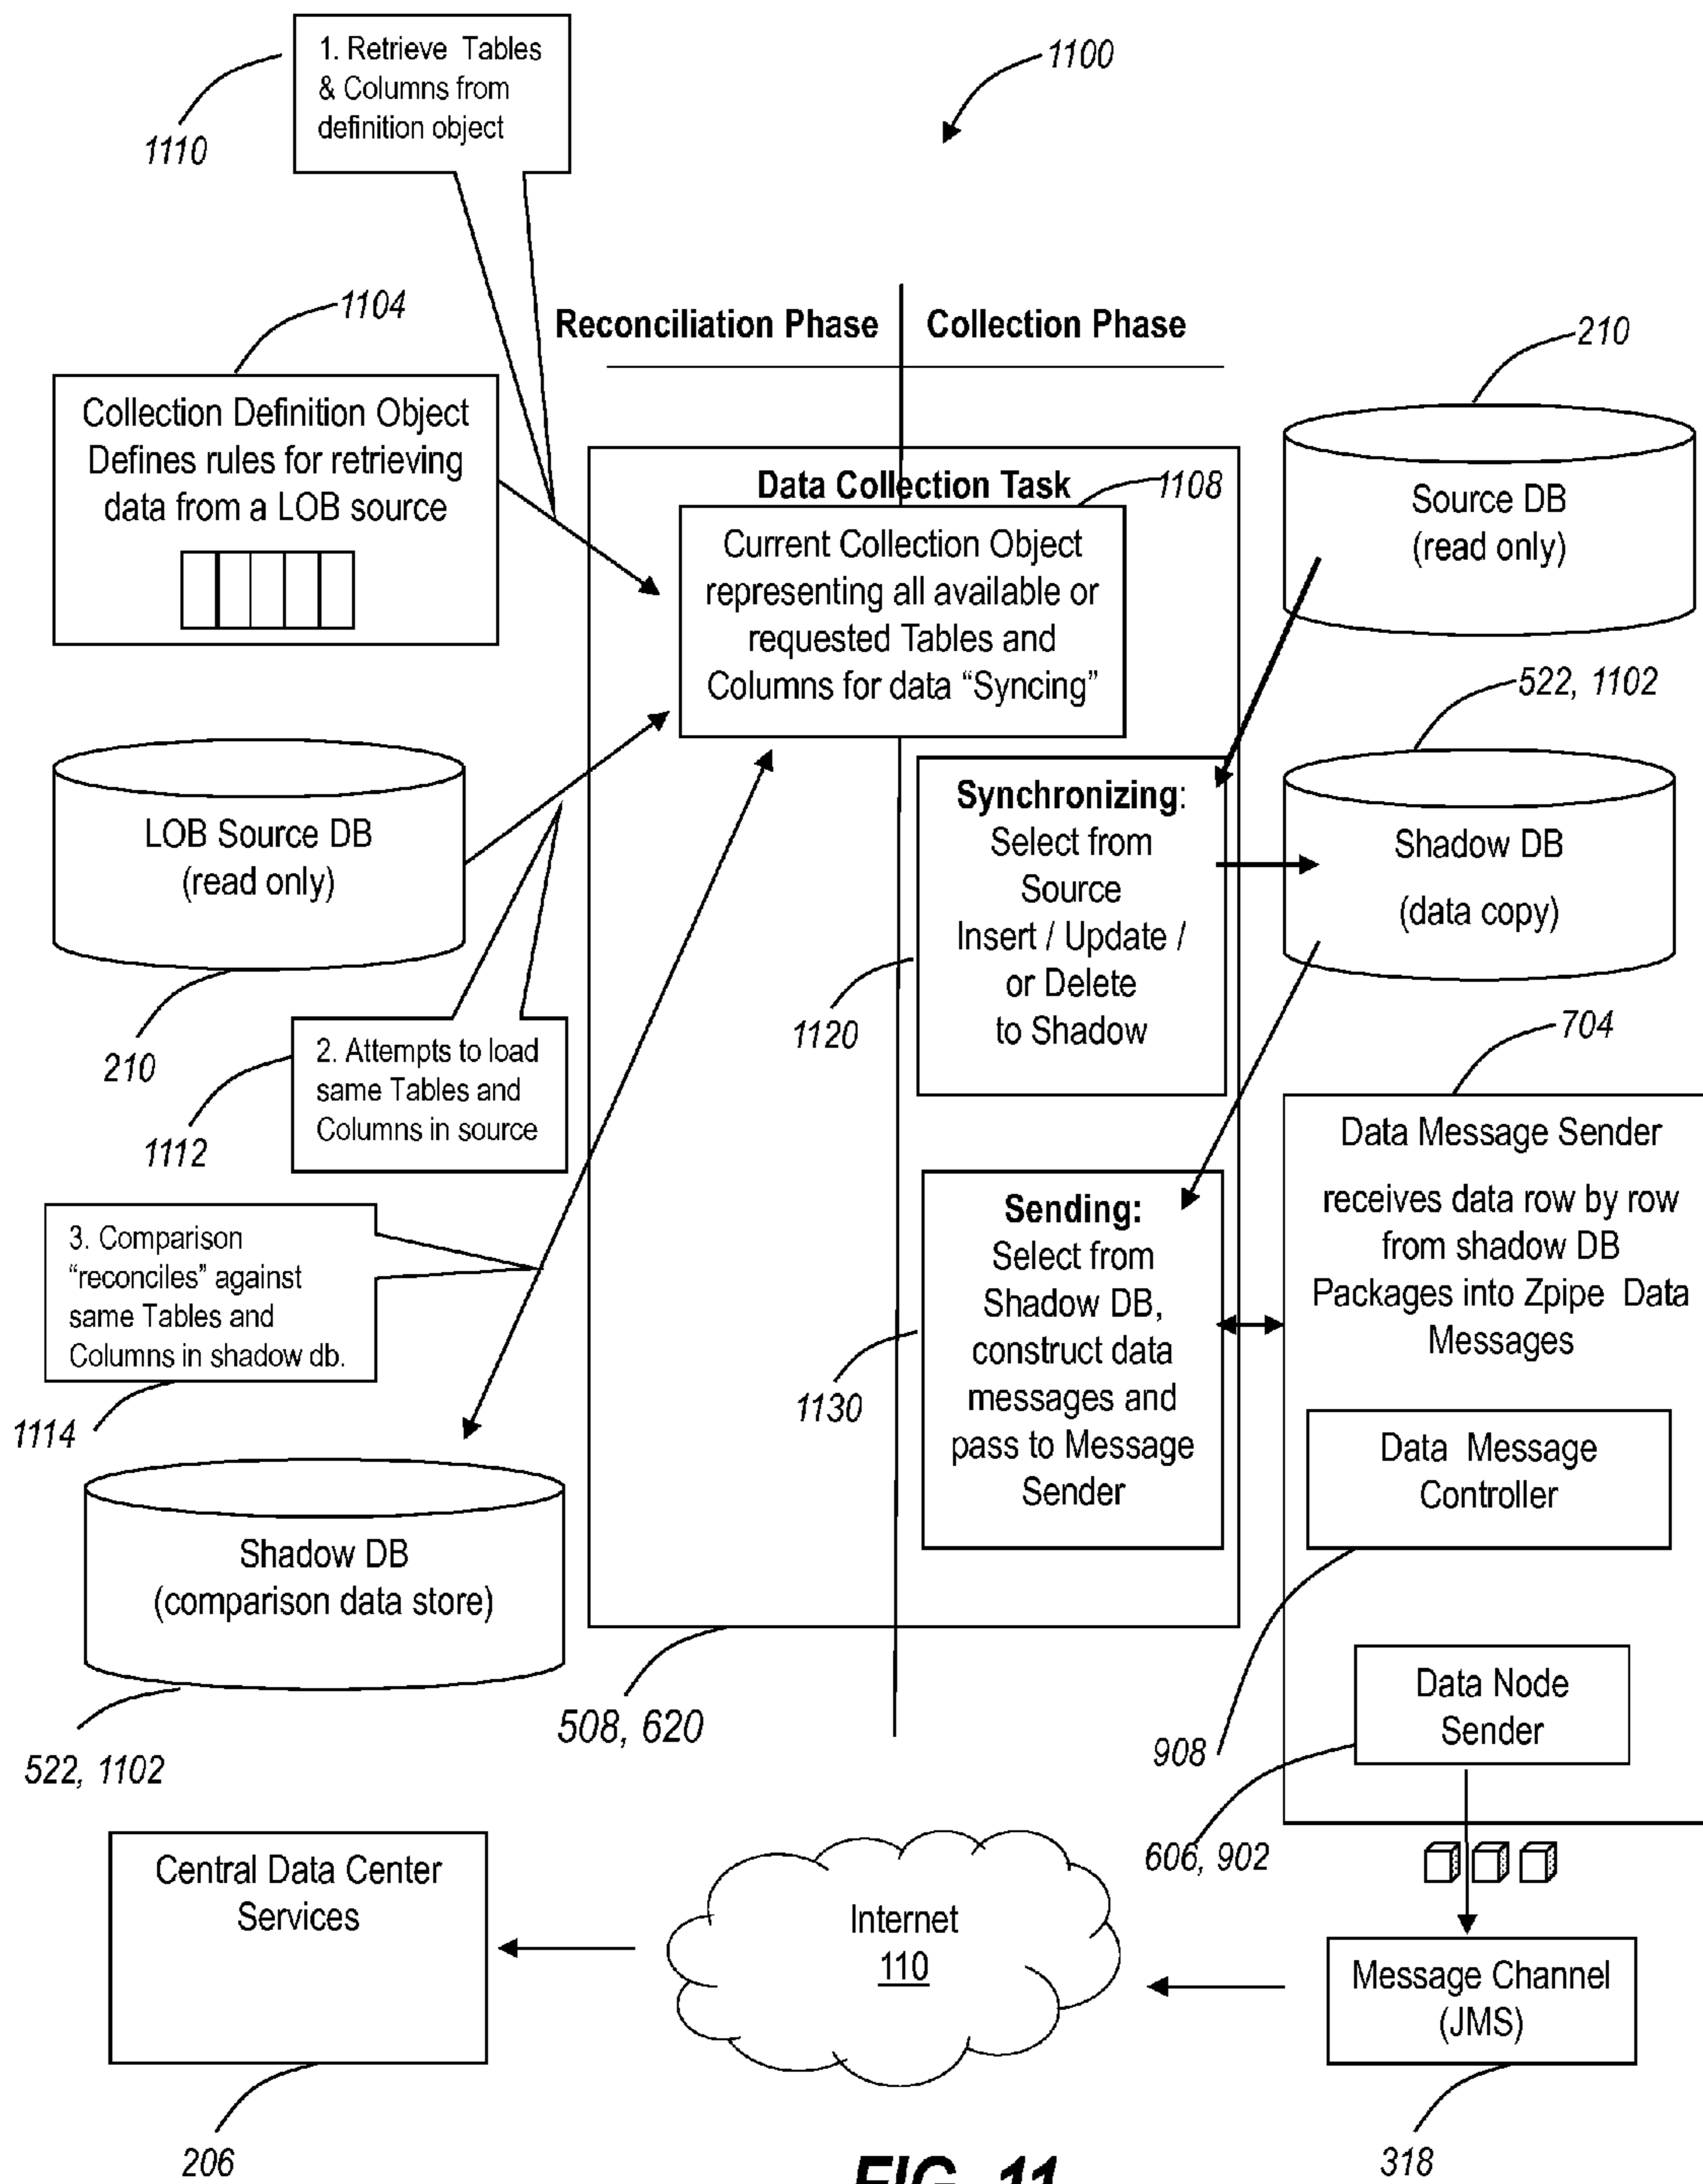 1. Retrieve Tables
& Columns from
definition object
1110
1100
1104
Reconciliation Phase
Collection Phase
210
Collection Definition Object
Defines rules for retrieving
data from a LOB source
Data Collection Task
1108
Current Collection Object
representing all available or
requested Tables and
Columns for data “Syncing”
Source DB
(read only)
522, 1102
LOB Source DB
(read only)
210
Synchronizing:
Select from
Source
Insert / Update /
or Delete
to Shadow
1120
Shadow DB
(data copy)
2. Attempts to load
same Tables and
Columns in source
1112
704
Data Message Sender
receives data row by row
from shadow DB
Packages into Zpipe Data
Messages
3. Comparison
“reconciles” against
same Tables and
Columns in shadow db.
1114
Sending:
Select from
Shadow DB,
construct data
messages and
pass to Message
Sender
1130
Data Message
Controller
Shadow DB
(comparison data store)
522, 1102
508, 620
908
Data Node
Sender
606, 902
Central Data Center
Services
206
Internet
110
Message Channel
(JMS)
318
FIG. 11